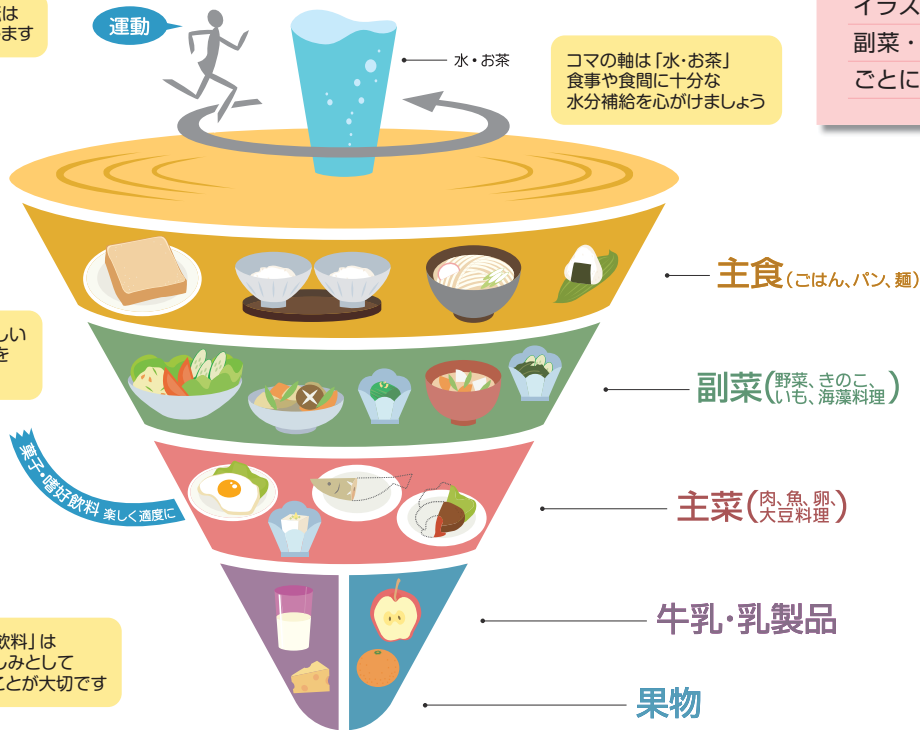 は
ます
運動
水・お茶
コマの軸は「水・お茶」
食事や食間に十分な
水分補給を心がけましょう
イラス
副菜・
ごとに
主食(ごはん、パン、麺)
しい
を
副菜(野菜、きのこ、
いも、海藻料理)
菓子・嗜好飲料 楽しく適度に
主菜(肉、魚、卵、
大豆料理)
牛乳・乳製品
飲料」は
しみとして
ことが大切です
果物